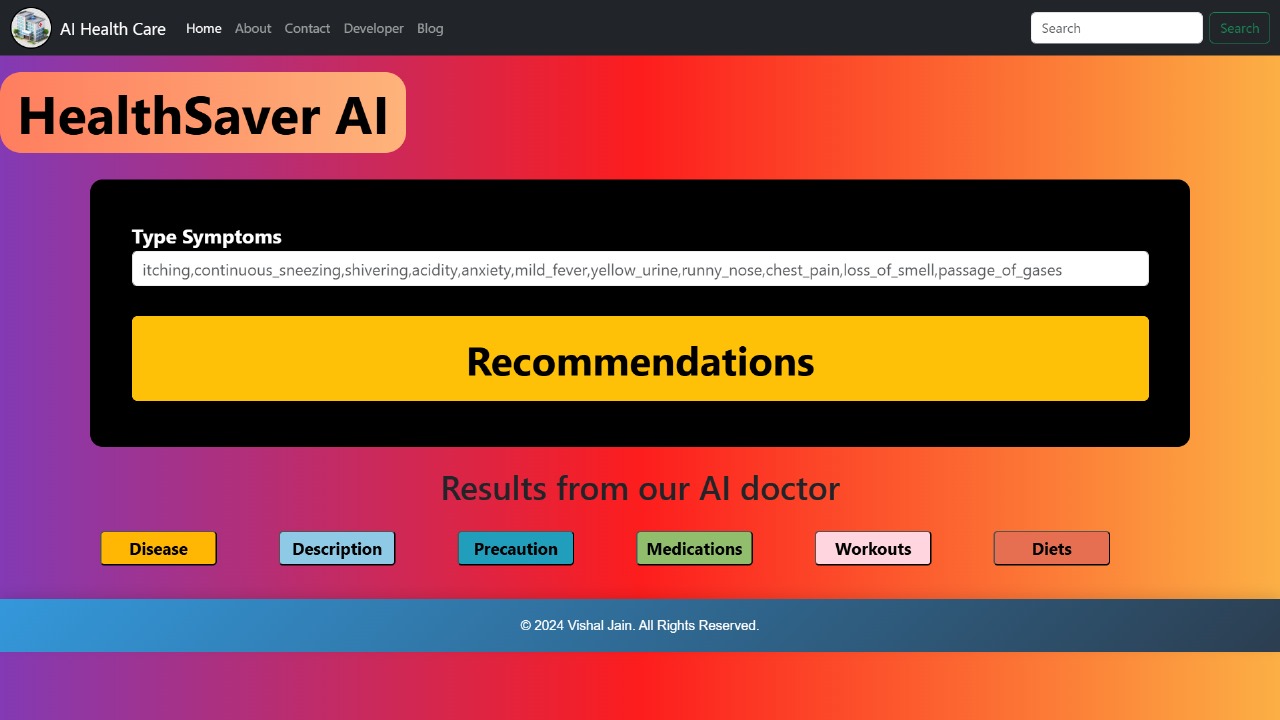 AI Health Care Home About Contact Developer Blog Search Search
HealthSaver AI
Type Symptoms
itching,continuous_sneezing,shivering,acidity,anxiety,mild_fever,yellow_urine,runny_nose,chest_pain,loss_of_smell,passage_of_gases
Recommendations
Results from our AI doctor
Disease Description Precaution Medications Workouts Diets
© 2024 Vishal Jain. All Rights Reserved.